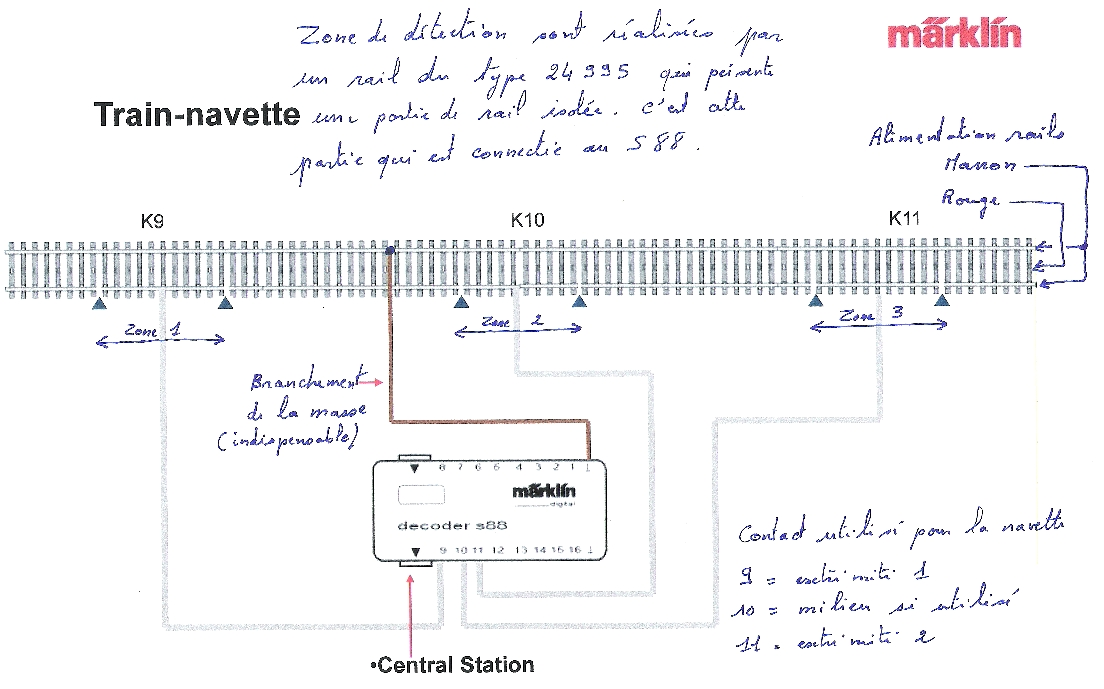 Zone de détection sont réalisées par
märklín
un rail du type 24995 qui présente
Train-navette
une partie de rail isolée. c'est cette
partie qui est connectée au S88.
Alimentation rails
Marron
Rouge
K9
K10
K11
Zone 1
Zone 2
Zone 3
Branchement
de la masse
(indispensable)
8 7 6 5 4 3 2 1 ⊥
märklín
digital
decoder s88
9 10 11 12 13 14 15 16 ⊥
Contact utilisé pour la navette
9 = extrémité 1
10 = milieu si utilisé
11 = extrémité 2
•Central Station